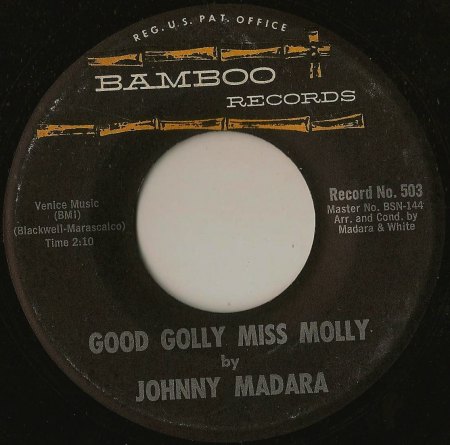 REG. U.S. PAT. OFFICE
BAMBOO
RECORDS
Venice Music
(BMI)
(Blackwell-Marascalco)
Time 2:10
Record No. 503
Master No. BSN-144
Arr. and Cond. by
Madara & White
GOOD GOLLY MISS MOLLY
by
JOHNNY MADARA